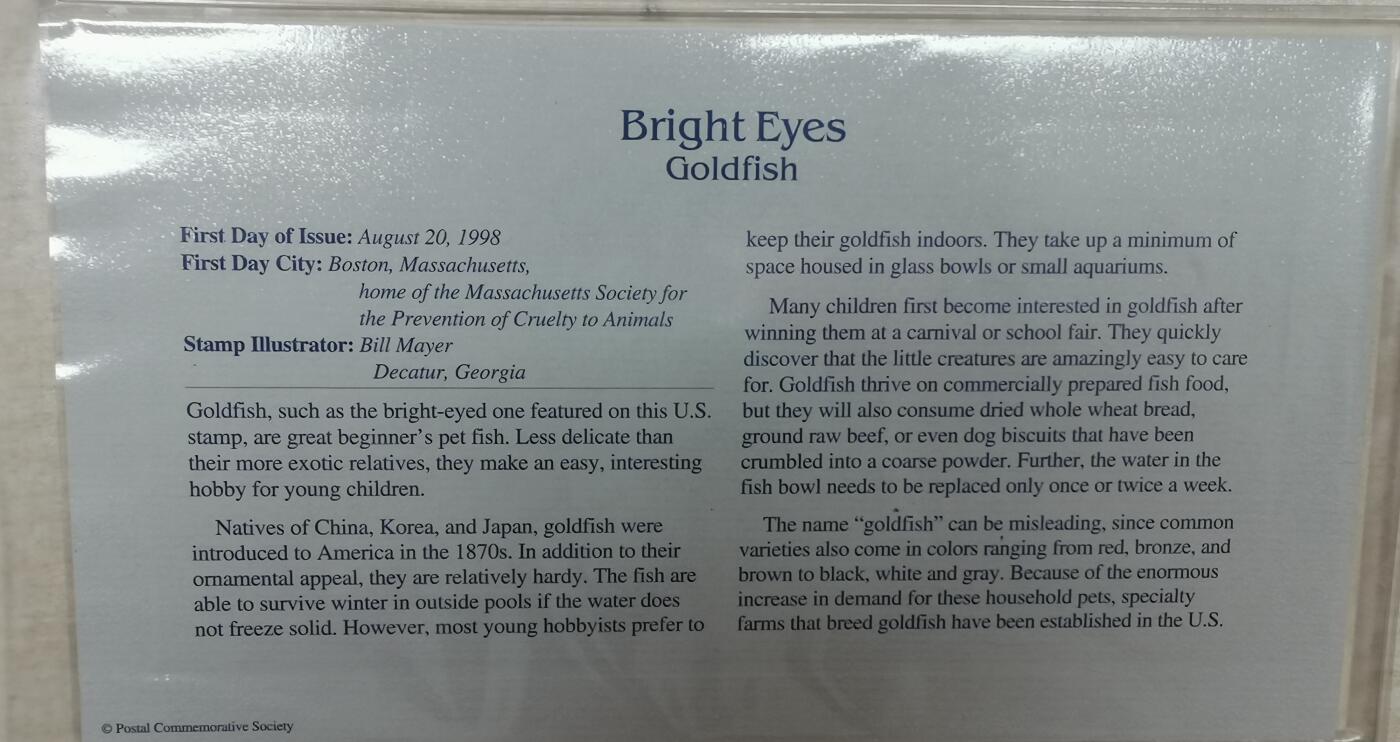 Bright Eyes
Goldfish
First Day of Issue: August 20, 1998
First Day City: Boston, Massachusetts,
home of the Massachusetts Society for
the Prevention of Cruelty to Animals
Stamp Illustrator: Bill Mayer
Decatur, Georgia
Goldfish, such as the bright-eyed one featured on this U.S.
stamp, are great beginner's pet fish. Less delicate than
their more exotic relatives, they make an easy, interesting
hobby for young children.
Natives of China, Korea, and Japan, goldfish were
introduced to America in the 1870s. In addition to their
ornamental appeal, they are relatively hardy. The fish are
able to survive winter in outside pools if the water does
not freeze solid. However, most young hobbyists prefer to
keep their goldfish indoors. They take up a minimum of
space housed in glass bowls or small aquariums.
Many children first become interested in goldfish after
winning them at a carnival or school fair. They quickly
discover that the little creatures are amazingly easy to care
for. Goldfish thrive on commercially prepared fish food,
but they will also consume dried whole wheat bread,
ground raw beef, or even dog biscuits that have been
crumbled into a coarse powder. Further, the water in the
fish bowl needs to be replaced only once or twice a week.
The name “goldfish” can be misleading, since common
varieties also come in colors ranging from red, bronze, and
brown to black, white and gray. Because of the enormous
increase in demand for these household pets, specialty
farms that breed goldfish have been established in the U.S.
© Postal Commemorative Society